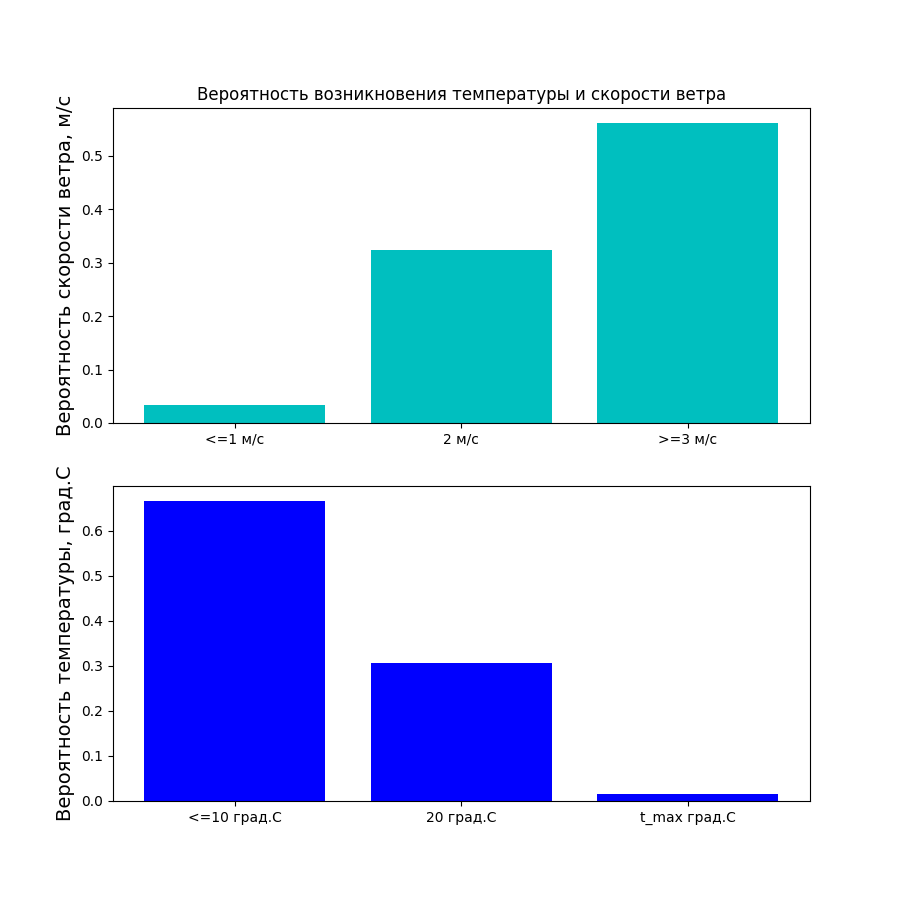 Вероятность возникновения температуры и скорости ветра
Вероятность скорости ветра, м/с
0.5
0.4
0.3
0.2
0.1
0.0
<=1 м/с
2 м/с
>=3 м/с
Вероятность температуры, град.С
0.6
0.5
0.4
0.3
0.2
0.1
0.0
<=10 град.С
20 град.С
t_max град.С